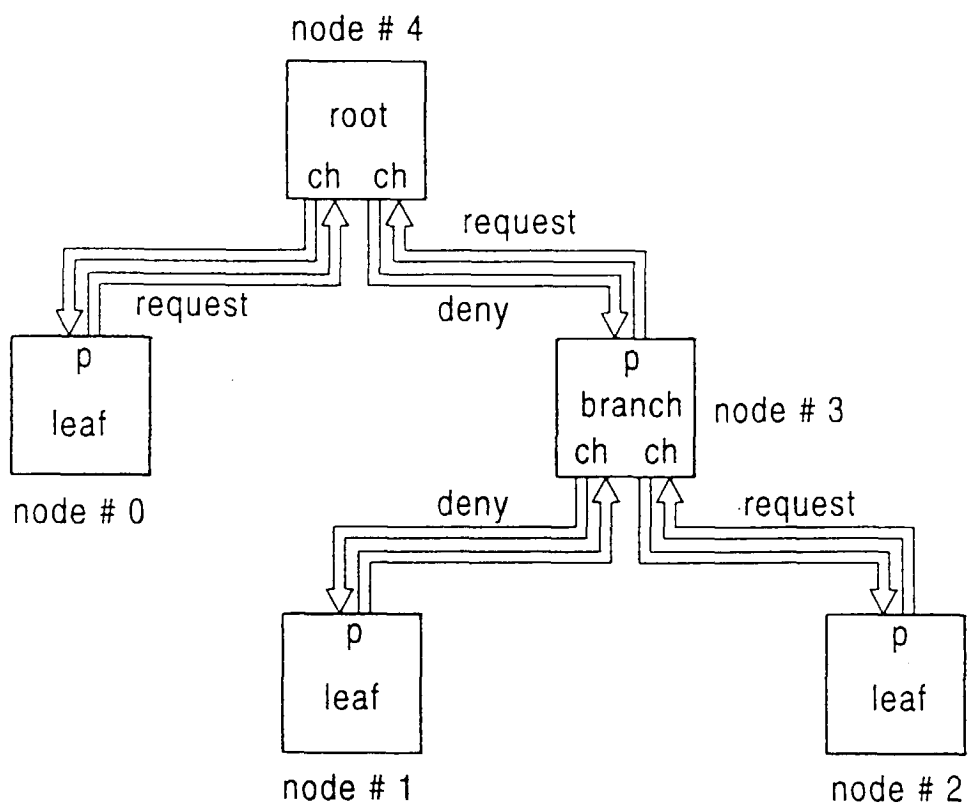 node # 4
root
ch ch
request
request
deny
p
leaf
node # 0
p
branch
ch ch
node # 3
deny
request
p
leaf
node # 1
p
leaf
node # 2